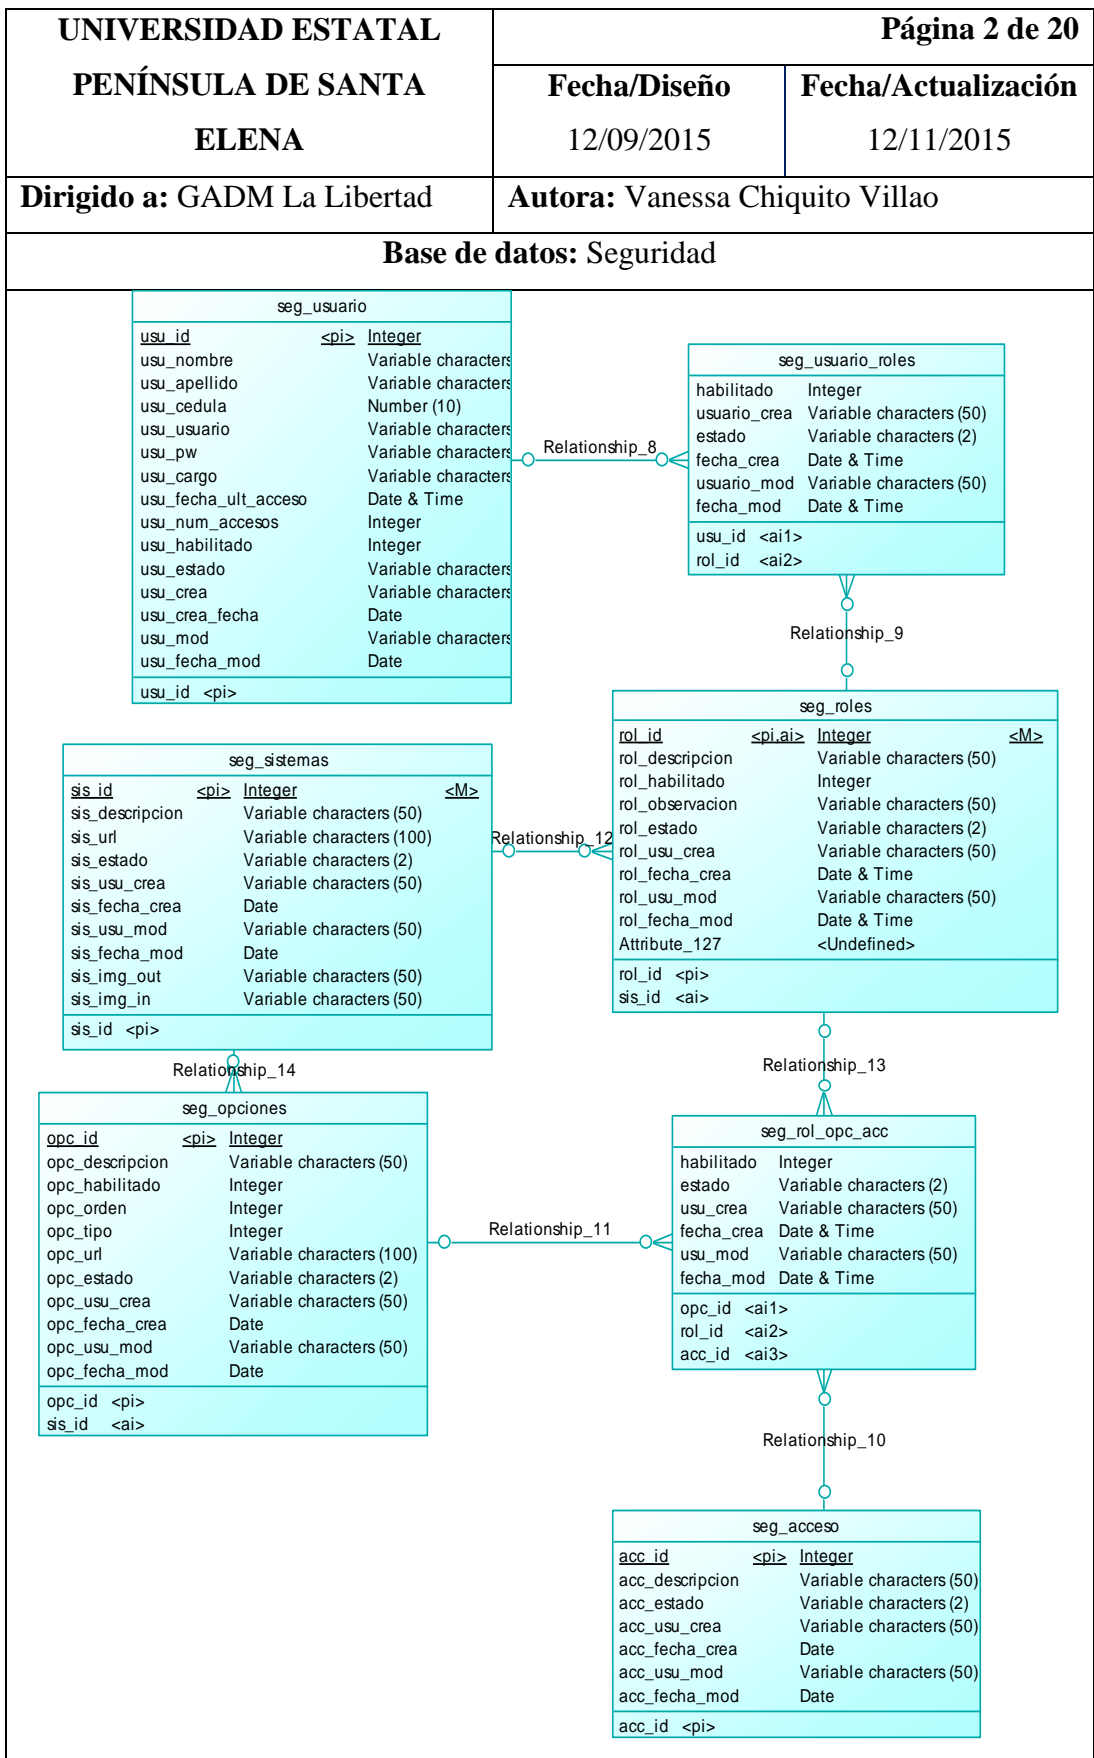 UNIVERSIDAD ESTATAL
PENÍNSULA DE SANTA
ELENA
Página 2 de 20
Fecha/Diseño
12/09/2015
Fecha/Actualización
12/11/2015
Dirigido a: GADM La Libertad
Autora: Vanessa Chiquito Villao
Base de datos: Seguridad
seg_usuario
usu_id <pi> Integer
usu_nombre Variable characters
usu_apellido Variable characters
usu_cedula Number (10)
usu_usuario Variable characters
usu_pw Variable characters
usu_cargo Variable characters
usu_fecha_ult_acceso Date & Time
usu_num_accesos Integer
usu_habilitado Integer
usu_estado Variable characters
usu_crea Variable characters
usu_crea_fecha Date
usu_mod Variable characters
usu_fecha_mod Date
usu_id <pi>
Relationship_8
seg_usuario_roles
habilitado Integer
usuario_crea Variable characters (50)
estado Variable characters (2)
fecha_crea Date & Time
usuario_mod Variable characters (50)
fecha_mod Date & Time
usu_id <ai1>
rol_id <ai2>
Relationship_9
seg_roles
rol_id <pi,ai> Integer <M>
rol_descripcion Variable characters (50)
rol_habilitado Integer
rol_observacion Variable characters (50)
rol_estado Variable characters (2)
rol_usu_crea Variable characters (50)
rol_fecha_crea Date & Time
rol_usu_mod Variable characters (50)
rol_fecha_mod Date & Time
Attribute_127 <Undefined>
rol_id <pi>
sis_id <ai>
seg_sistemas
sis_id <pi> Integer <M>
sis_descripcion Variable characters (50)
sis_url Variable characters (100)
sis_estado Variable characters (2)
sis_usu_crea Variable characters (50)
sis_fecha_crea Date
sis_usu_mod Variable characters (50)
sis_fecha_mod Date
sis_img_out Variable characters (50)
sis_img_in Variable characters (50)
sis_id <pi>
Relationship_12
Relationship_14
Relationship_13
seg_opciones
opc_id <pi> Integer
opc_descripcion Variable characters (50)
opc_habilitado Integer
opc_orden Integer
opc_tipo Integer
opc_url Variable characters (100)
opc_estado Variable characters (2)
opc_usu_crea Variable characters (50)
opc_fecha_crea Date
opc_usu_mod Variable characters (50)
opc_fecha_mod Date
opc_id <pi>
sis_id <ai>
Relationship_11
seg_rol_opc_acc
habilitado Integer
estado Variable characters (2)
usu_crea Variable characters (50)
fecha_crea Date & Time
usu_mod Variable characters (50)
fecha_mod Date & Time
opc_id <ai1>
rol_id <ai2>
acc_id <ai3>
Relationship_10
seg_acceso
acc_id <pi> Integer
acc_descripcion Variable characters (50)
acc_estado Variable characters (2)
acc_usu_crea Variable characters (50)
acc_fecha_crea Date
acc_usu_mod Variable characters (50)
acc_fecha_mod Date
acc_id <pi>